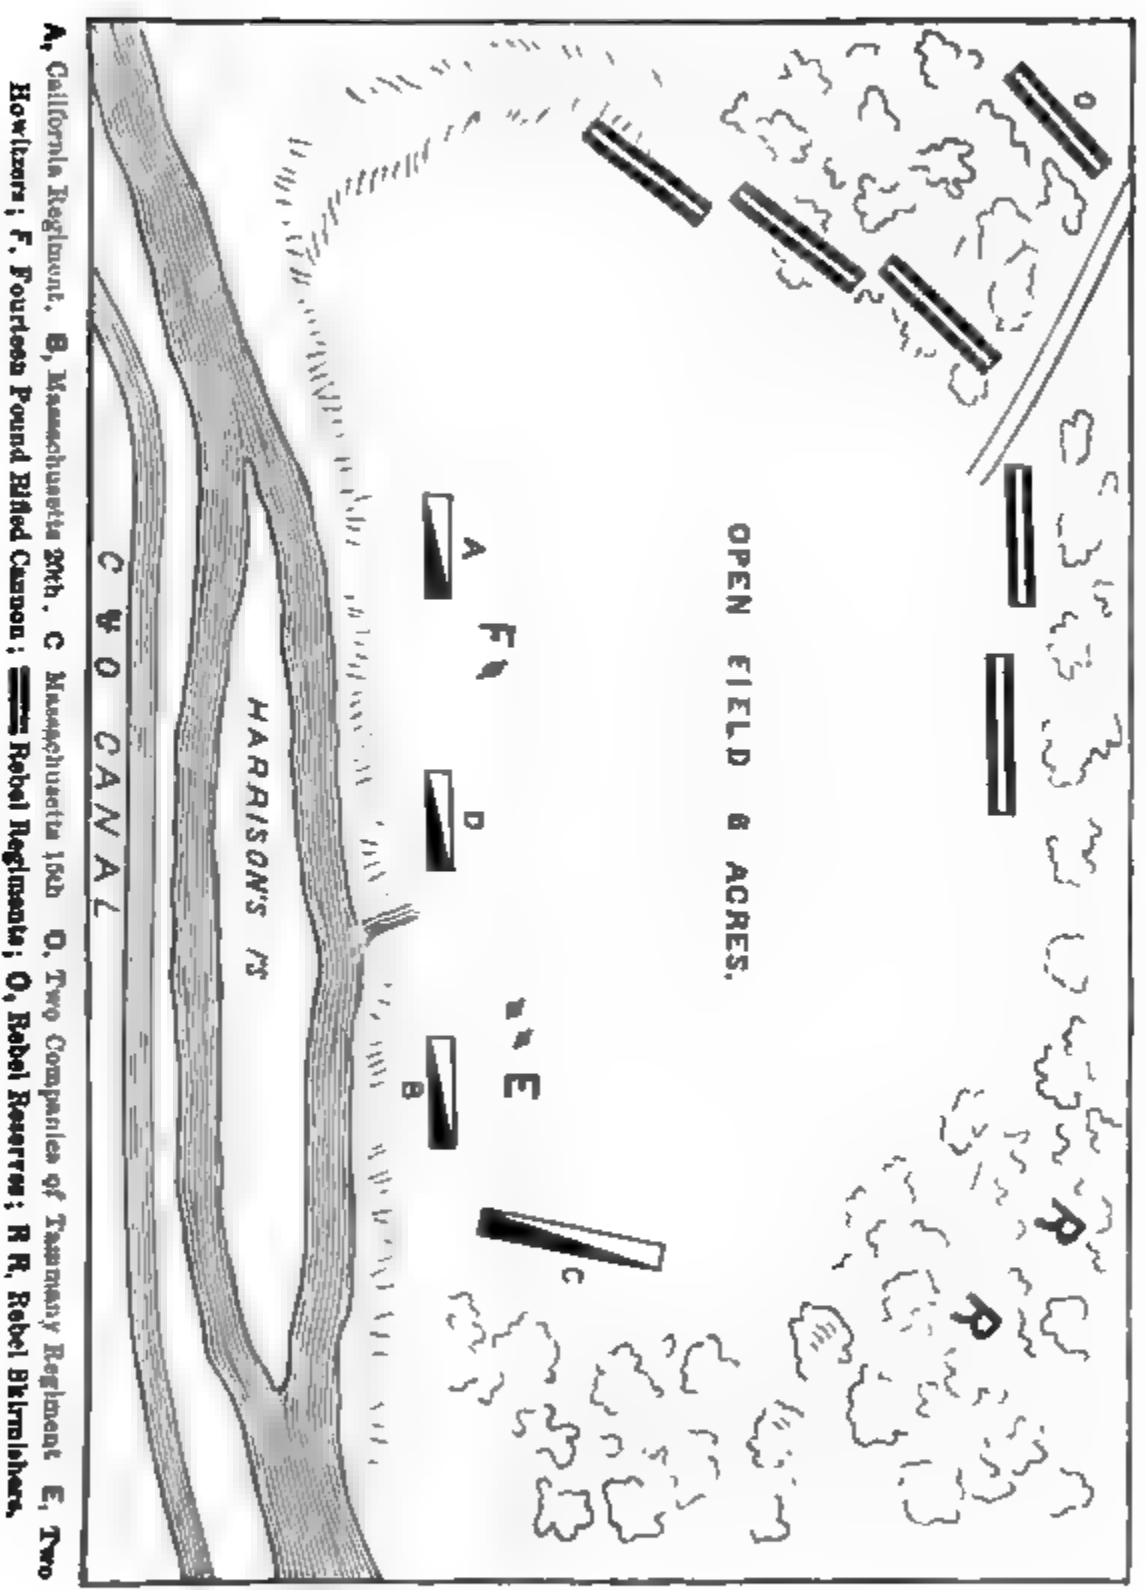 O
OPEN FIELD 6 ACRES.
R
R
A
F
D
E
B
C
HARRISON'S IS
C & O CANAL
A, California Regiment, B, Massachusetts 20th. C Massachusetts 15th O, Two Companies of Tammany Regiment E, Two
Howitzers; F, Fourteen Pound Rifled Cannon; Rebel Regiments; O, Rebel Reserves; R R, Rebel Skirmishers.